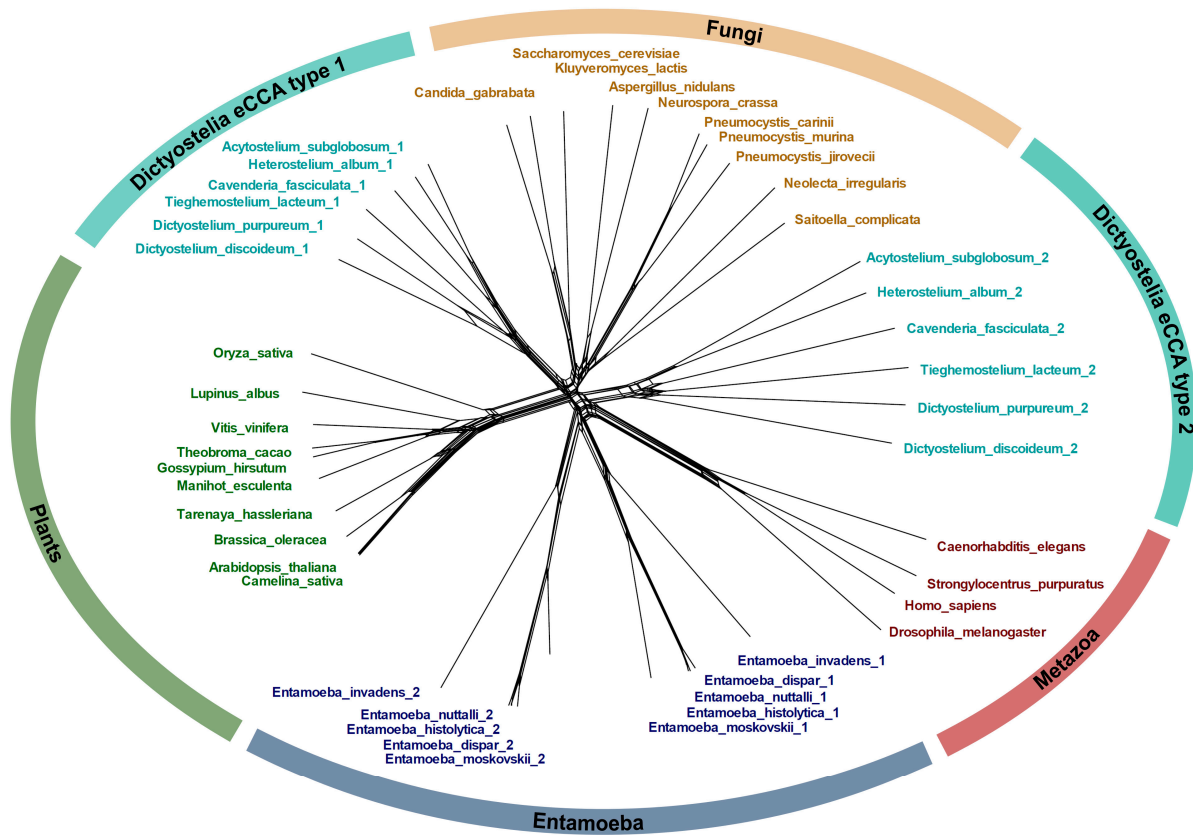 Fungi
Dictyostelia eCCA type 1
Saccharomyces_cerevisiae
Kluyveromyces_lactis
Aspergillus_nidulans
Candida_gabrabata
Neurospora_crassa
Pneumocystis_carinii
Pneumocystis_murina
Pneumocystis_jirovecii
Neolecta_irregularis
Saitoella_complicata
Acytostelium_subglobosum_1
Heterostelium_album_1
Cavenderia_fasciculata_1
Tieghemostelium_lacteum_1
Dictyostelium_purpureum_1
Dictyostelium_discoideum_1
Dictyostelia eCCA type 2
Acytostelium_subglobosum_2
Heterostelium_album_2
Cavenderia_fasciculata_2
Tieghemostelium_lacteum_2
Dictyostelium_purpureum_2
Dictyostelium_discoideum_2
Oryza_sativa
Lupinus_albus
Vitis_vinifera
Theobroma_cacao
Gossypium_hirsutum
Manihot_esculenta
Tarenaya_hassleriana
Brassica_oleracea
Arabidopsis_thaliana
Camelina_sativa
Plants
Caenorhabditis_elegans
Strongylocentrus_purpuratus
Homo_sapiens
Drosophila_melanogaster
Metazoa
Entamoeba_invadens_1
Entamoeba_dispar_1
Entamoeba_nuttalli_1
Entamoeba_histolytica_1
Entamoeba_moskovskii_1
Entamoeba_invadens_2
Entamoeba_nuttalli_2
Entamoeba_histolytica_2
Entamoeba_dispar_2
Entamoeba_moskovskii_2
Entamoeba